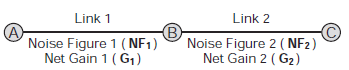 Link 1
Link 2
A
B
C
Noise Figure 1 ( NF₁ )
Noise Figure 2 ( NF₂ )
Net Gain 1 ( G₁ )
Net Gain 2 ( G₂ )